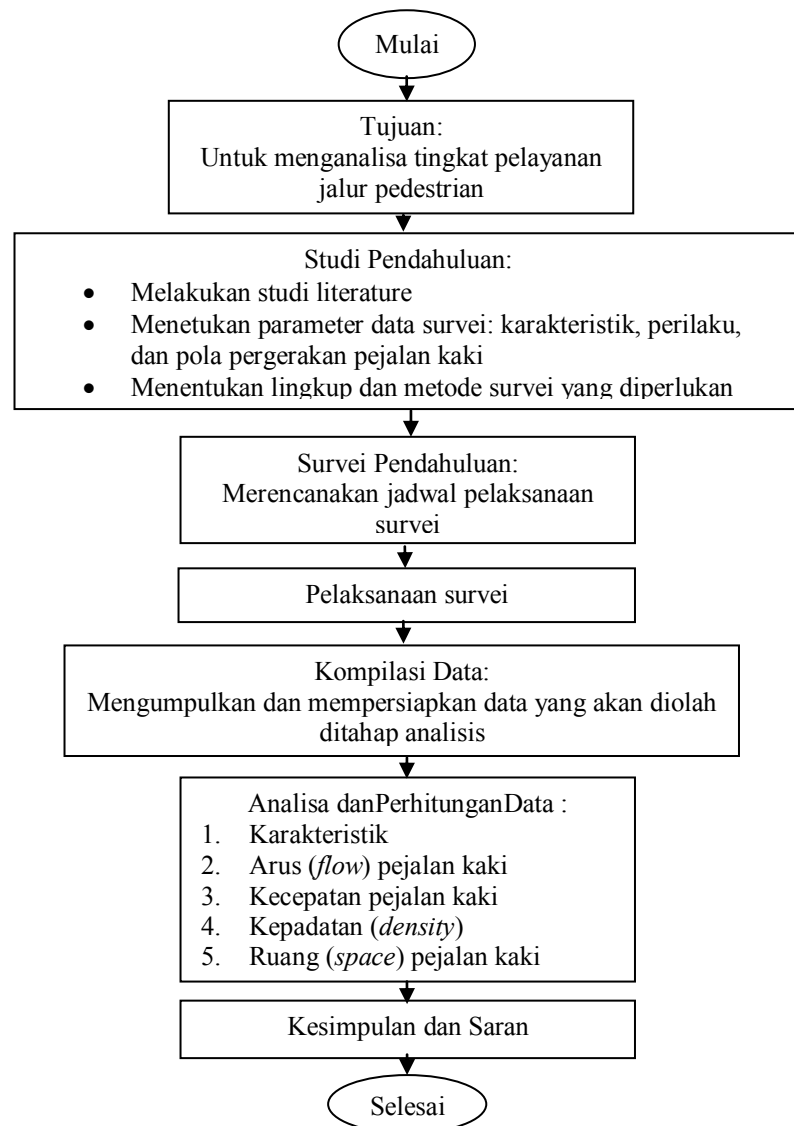 Mulai
Tujuan:
Untuk menganalisa tingkat pelayanan
jalur pedestrian
Studi Pendahuluan:
• Melakukan studi literature
• Menetukan parameter data survei: karakteristik, perilaku,
dan pola pergerakan pejalan kaki
• Menentukan lingkup dan metode survei yang diperlukan
Survei Pendahuluan:
Merencanakan jadwal pelaksanaan
survei
Pelaksanaan survei
Kompilasi Data:
Mengumpulkan dan mempersiapkan data yang akan diolah
ditahap analisis
Analisa danPerhitunganData :
1. Karakteristik
2. Arus (flow) pejalan kaki
3. Kecepatan pejalan kaki
4. Kepadatan (density)
5. Ruang (space) pejalan kaki
Kesimpulan dan Saran
Selesai